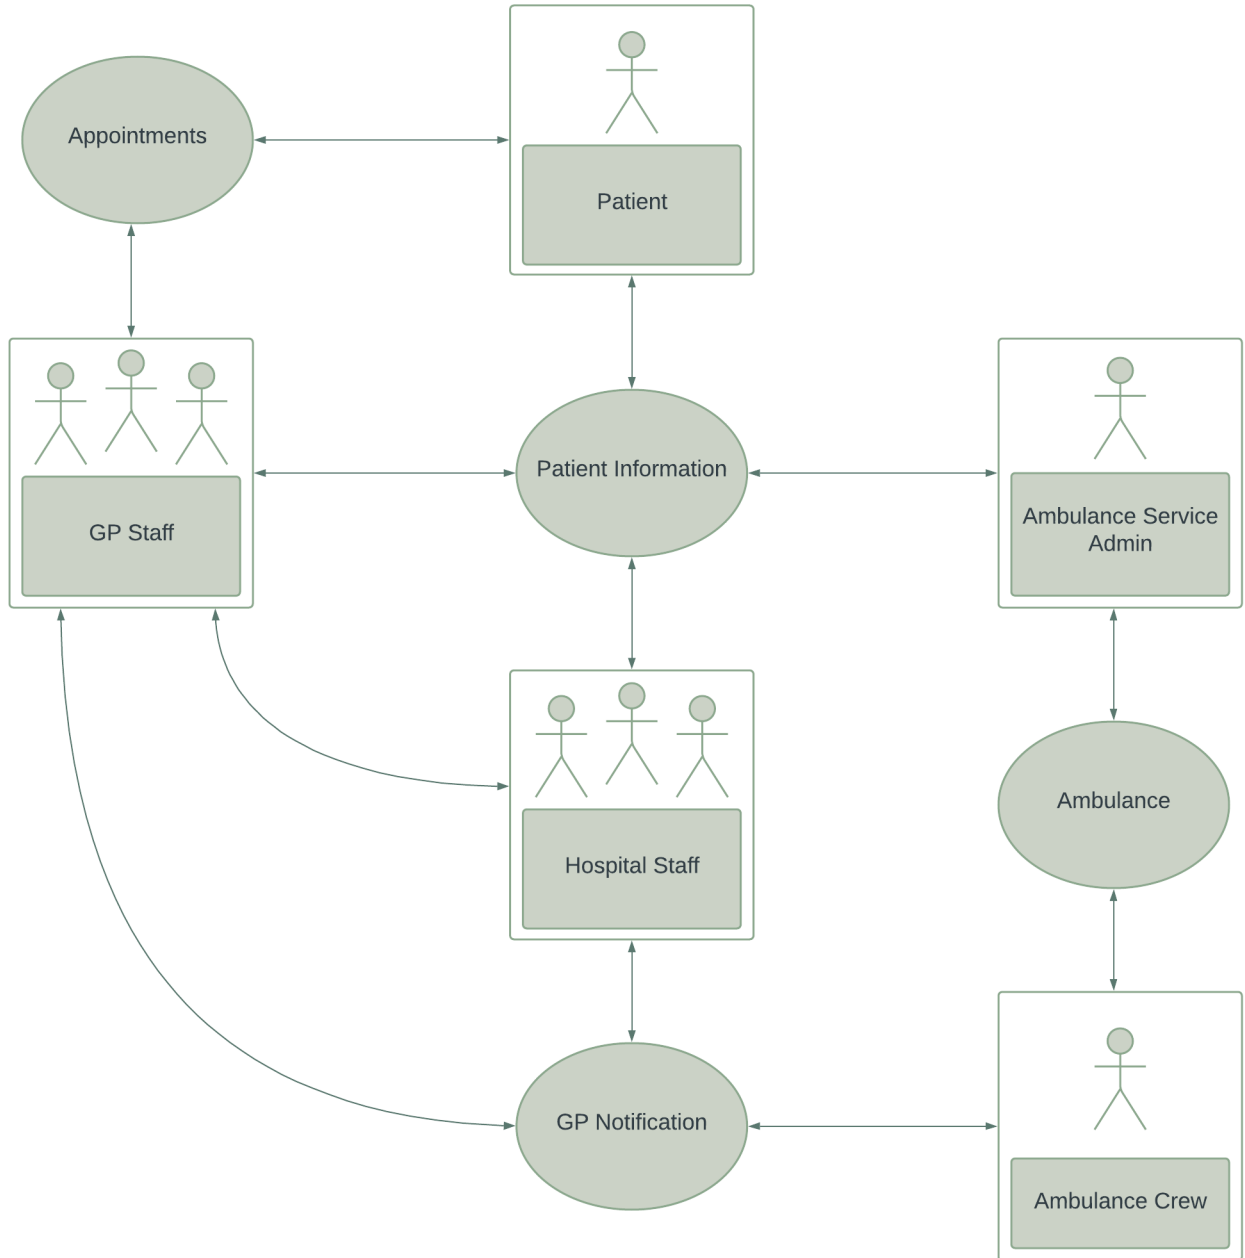 Appointments
Patient
Patient Information
GP Staff
Ambulance Service
Admin
Ambulance
Hospital Staff
GP Notification
Ambulance Crew